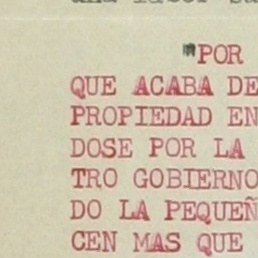 "POR
QUE ACABA DE
PROPIEDAD EN
DOSE POR LA
TRO GOBIERNO
DO LA PEQUEÑ
CEN MAS QUE